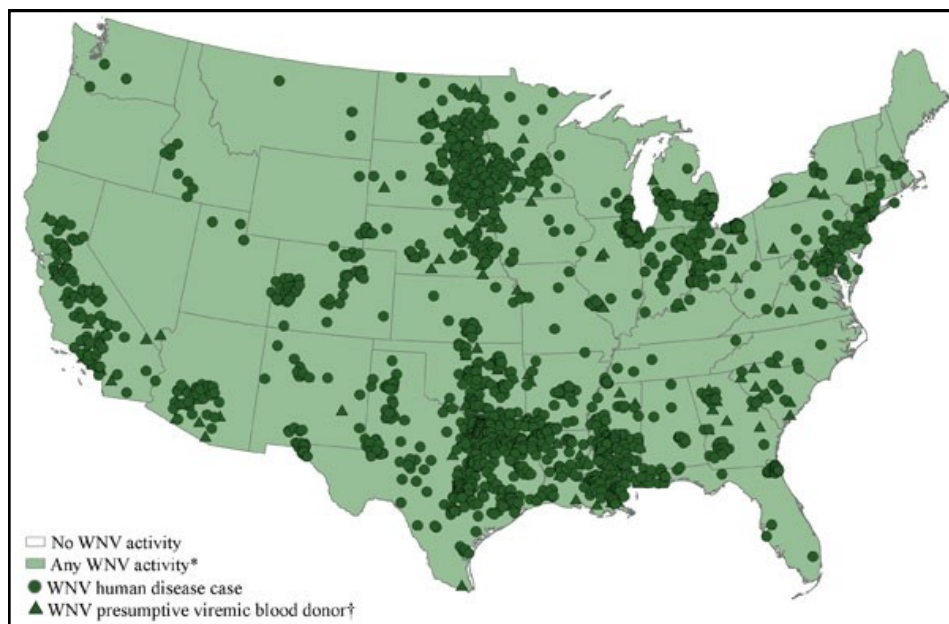 No WNV activity
Any WNV activity*
WNV human disease case
WNV presumptive viremic blood donor†